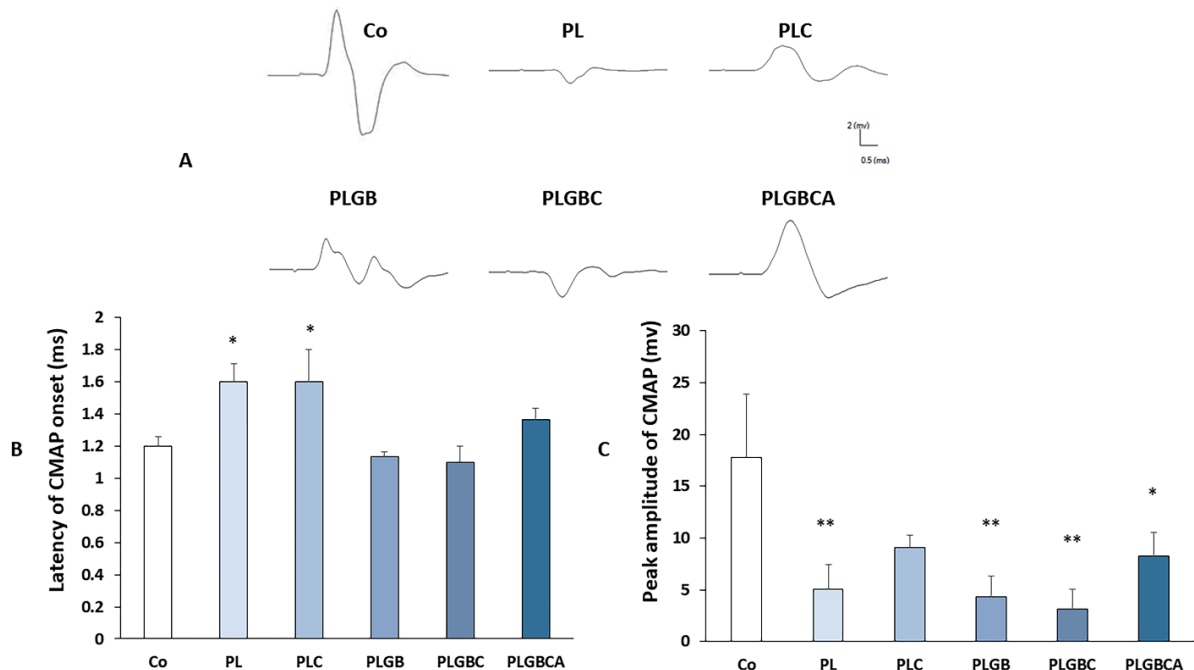 Co PL PLC
2 (mv)
0.5 (ms)
A
PLGB PLGBC PLGBCA
B
Latency of CMAP onset (ms)
2
1.8
1.6
1.4
1.2
1
0.8
0.6
0.4
0.2
0
* *
Co PL PLC PLGB PLGBC PLGBCA
C
Peak amplitude of CMAP (mv)
30
25
20
15
10
5
0
** ** ** *
Co PL PLC PLGB PLGBC PLGBCA